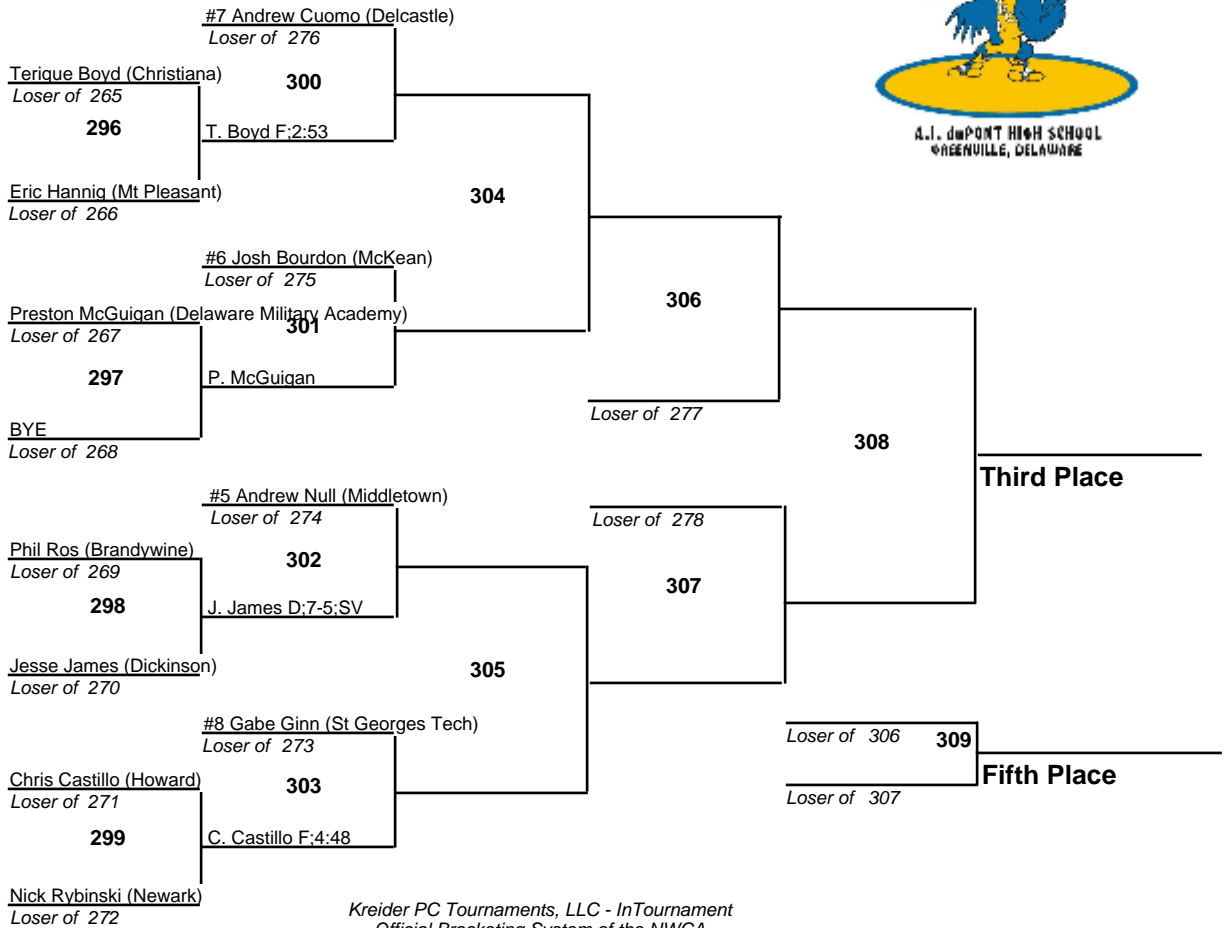 #7 Andrew Cuomo (Delcastle)
Loser of 276
Terique Boyd (Christiana)
Loser of 265
300
296
T. Boyd F;2:53
Eric Hannig (Mt Pleasant)
Loser of 266
304
#6 Josh Bourdon (McKean)
Loser of 275
Preston McGuigan (Delaware Military Academy)
Loser of 267
301
306
297
P. McGuigan
BYE
Loser of 268
Loser of 277
308
Third Place
#5 Andrew Null (Middletown)
Loser of 274
Loser of 278
Phil Ros (Brandywine)
Loser of 269
302
298
J. James D;7-5;SV
307
Jesse James (Dickinson)
Loser of 270
305
#8 Gabe Ginn (St Georges Tech)
Loser of 273
Loser of 306
309
Fifth Place
Chris Castillo (Howard)
Loser of 271
303
Loser of 307
299
C. Castillo F;4:48
Nick Rybinski (Newark)
Loser of 272
Kreider PC Tournaments, LLC - InTournament
Official Bracketing System of the NWCA
A.I. duPONT HIGH SCHOOL
GREENVILLE, DELAWARE